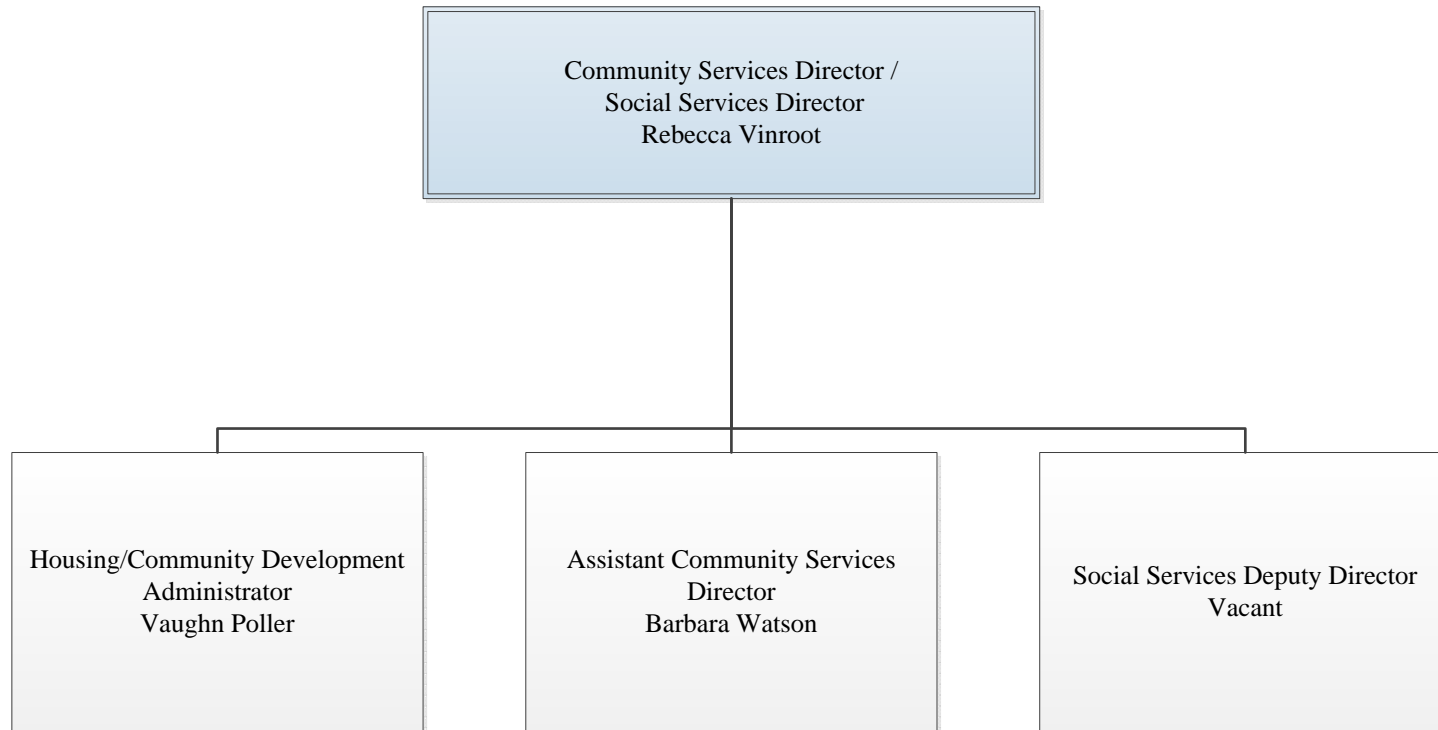 Community Services Director /
Social Services Director
Rebecca Vinroot
Housing/Community Development
Administrator
Vaughn Poller
Assistant Community Services
Director
Barbara Watson
Social Services Deputy Director
Vacant